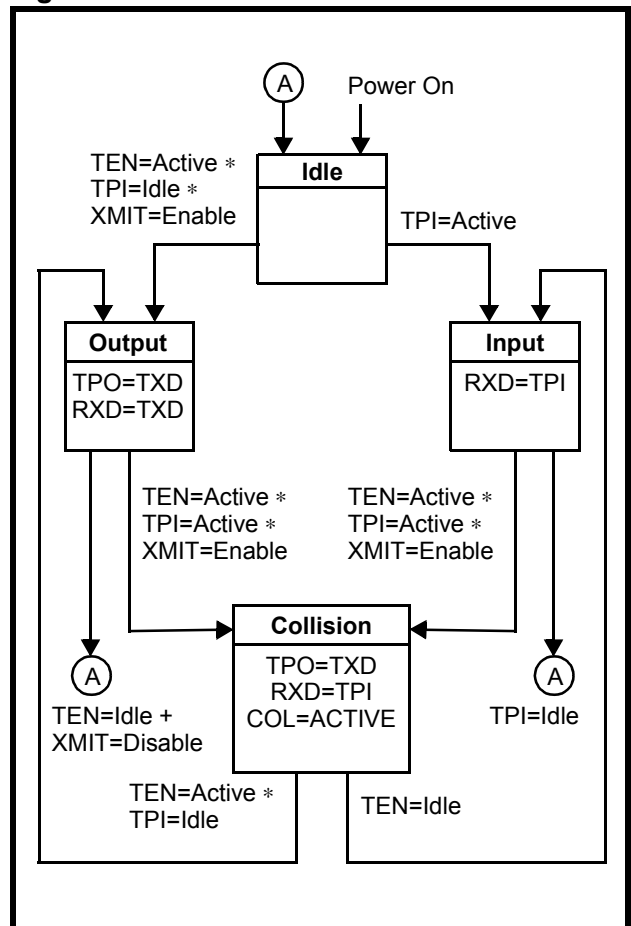 A
Power On
TEN=Active *
TPI=Idle *
XMIT=Enable
Idle
TPI=Active
Output
TPO=TXD
RXD=TXD
Input
RXD=TPI
TEN=Active *
TPI=Active *
XMIT=Enable
TEN=Active *
TPI=Active *
XMIT=Enable
Collision
TPO=TXD
RXD=TPI
COL=ACTIVE
A
TEN=Idle +
XMIT=Disable
A
TPI=Idle
TEN=Active *
TPI=Idle
TEN=Idle